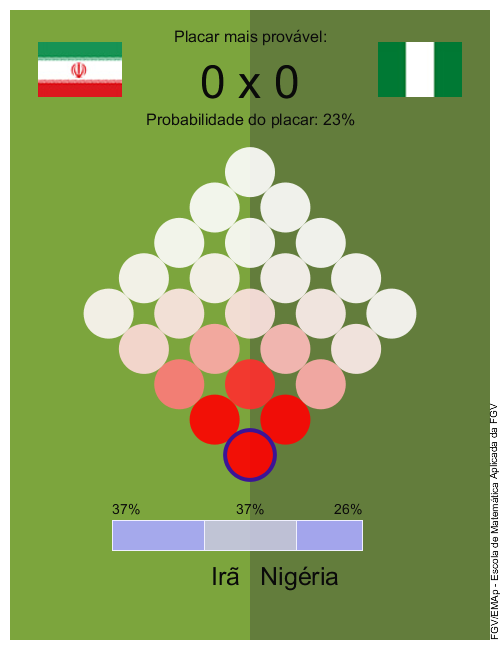 Placar mais provável:
0 x 0
Probabilidade do placar: 23%
37% 37% 26%
Irã Nigéria
FGV/EMAp - Escola de Matemática Aplicada da FGV